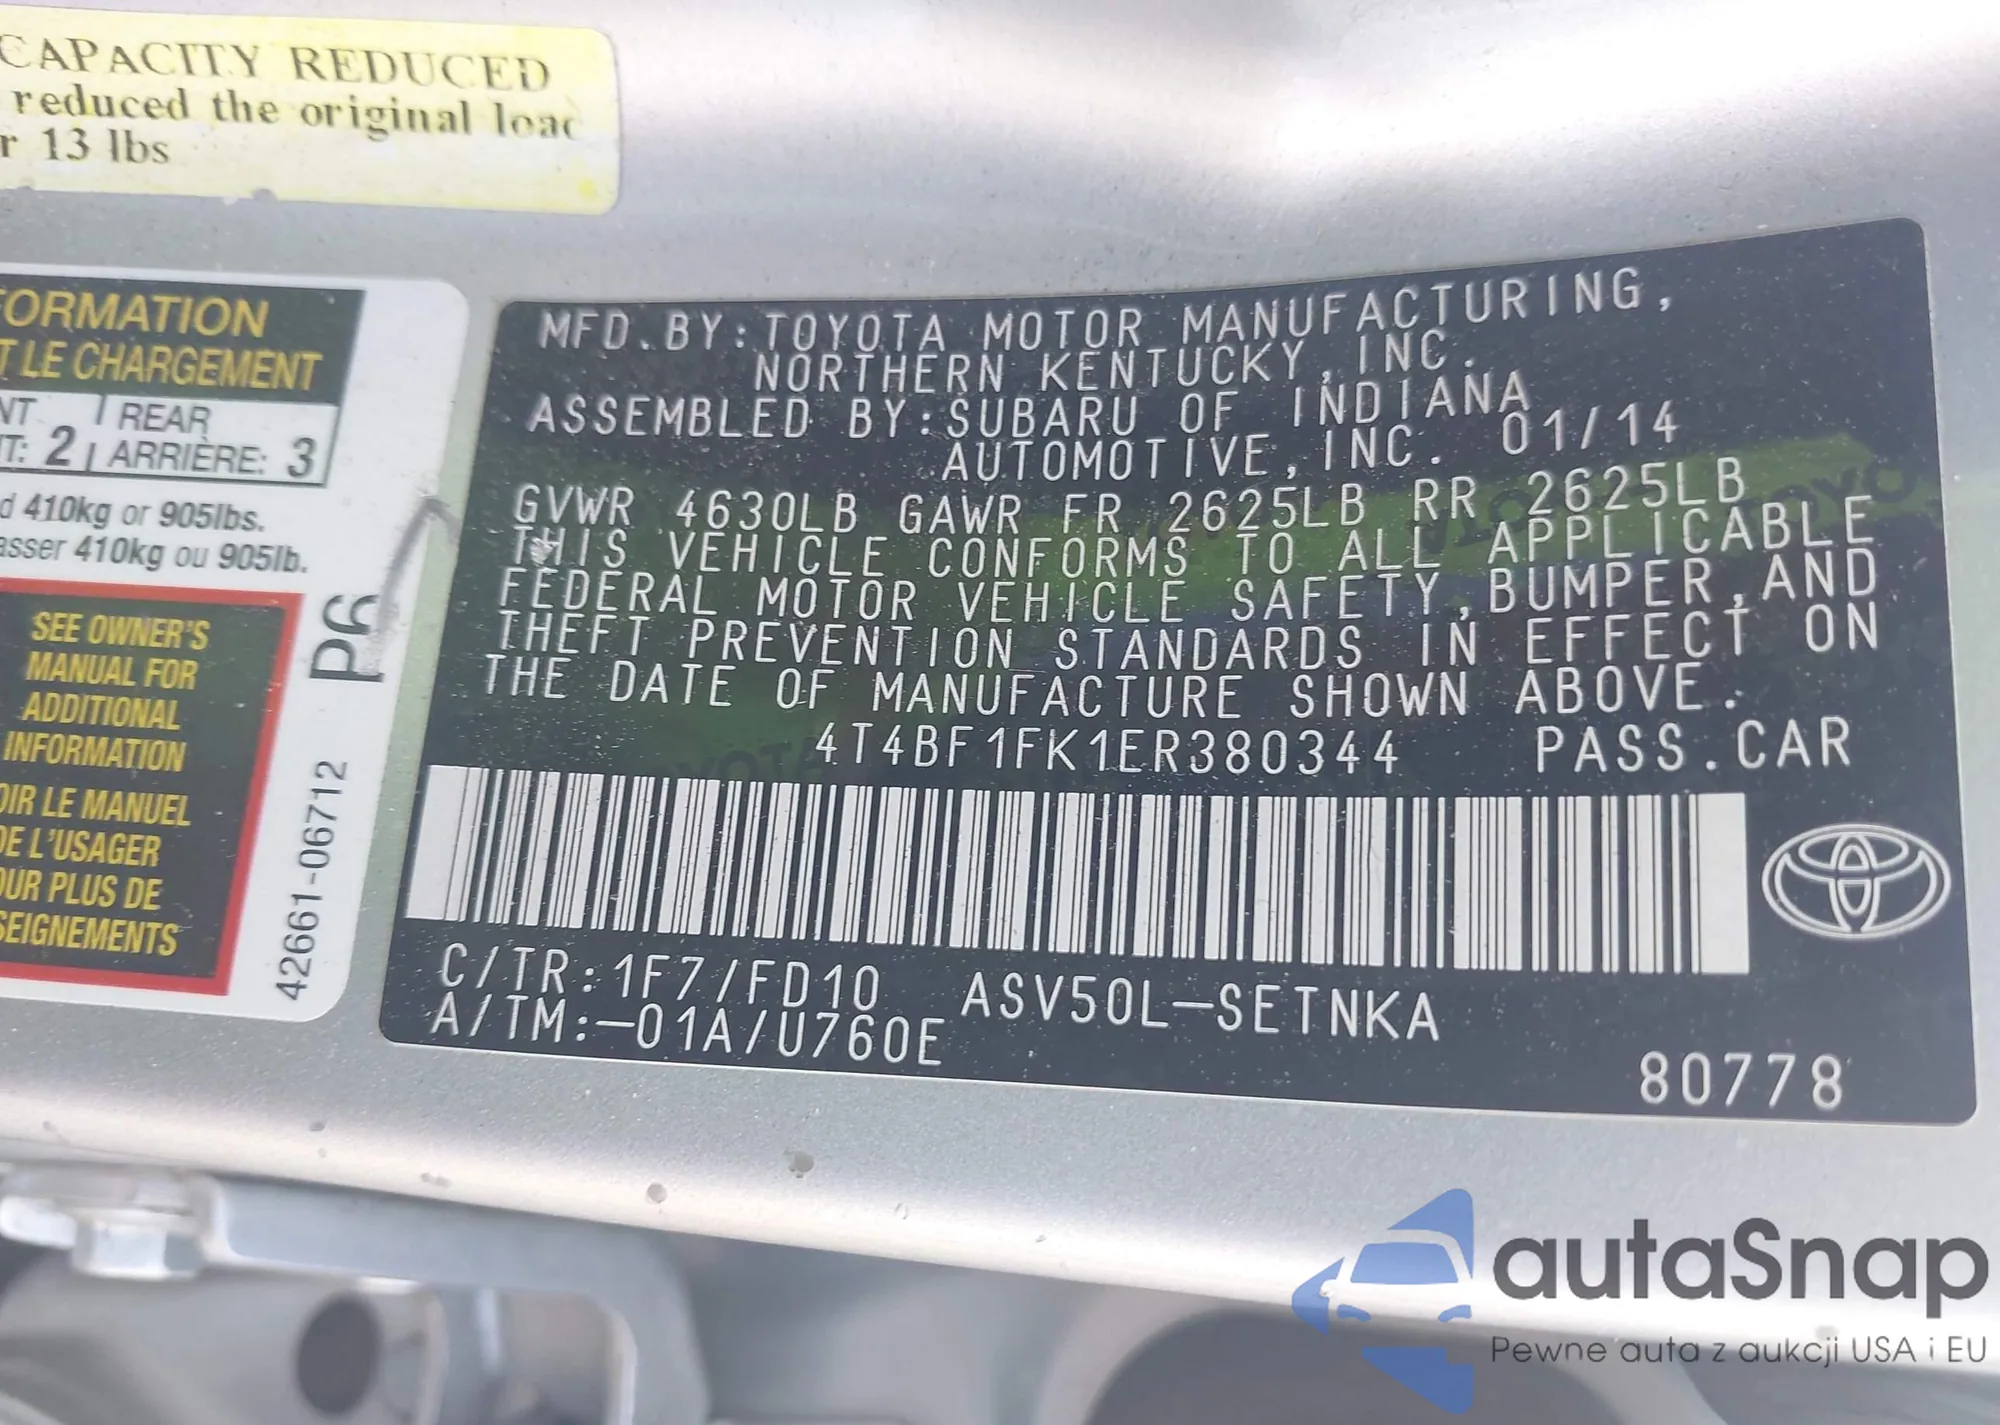 CAPACITY REDUCED
reduced the original load
13 lbs
FORMATION
T LE CHARGEMENT
NT | REAR
T: 2 | ARRIÈRE: 3
d 410kg or 905lbs.
asser 410kg ou 905lb.
SEE OWNER'S
MANUAL FOR
ADDITIONAL
INFORMATION
OIR LE MANUEL
DE L'USAGER
OUR PLUS DE
SEIGNEMENTS
42661-06712 P6
MFD.BY:TOYOTA MOTOR MANUFACTURING,
NORTHERN KENTUCKY,INC.
ASSEMBLED BY:SUBARU OF INDIANA
AUTOMOTIVE,INC. 01/14
GVWR 4630LB GAWR FR 2625LB RR 2625LB
THIS VEHICLE CONFORMS TO ALL APPLICABLE
FEDERAL MOTOR VEHICLE SAFETY,BUMPER,AND
THEFT PREVENTION STANDARDS IN EFFECT ON
THE DATE OF MANUFACTURE SHOWN ABOVE.
4T4BF1FK1ER380344 PASS.CAR
C/TR:1F7/FD10 ASV50L-SETNKA
A/TM:-01A/U760E
80778
autaSnap
Pewne auta z aukcji USA i EU